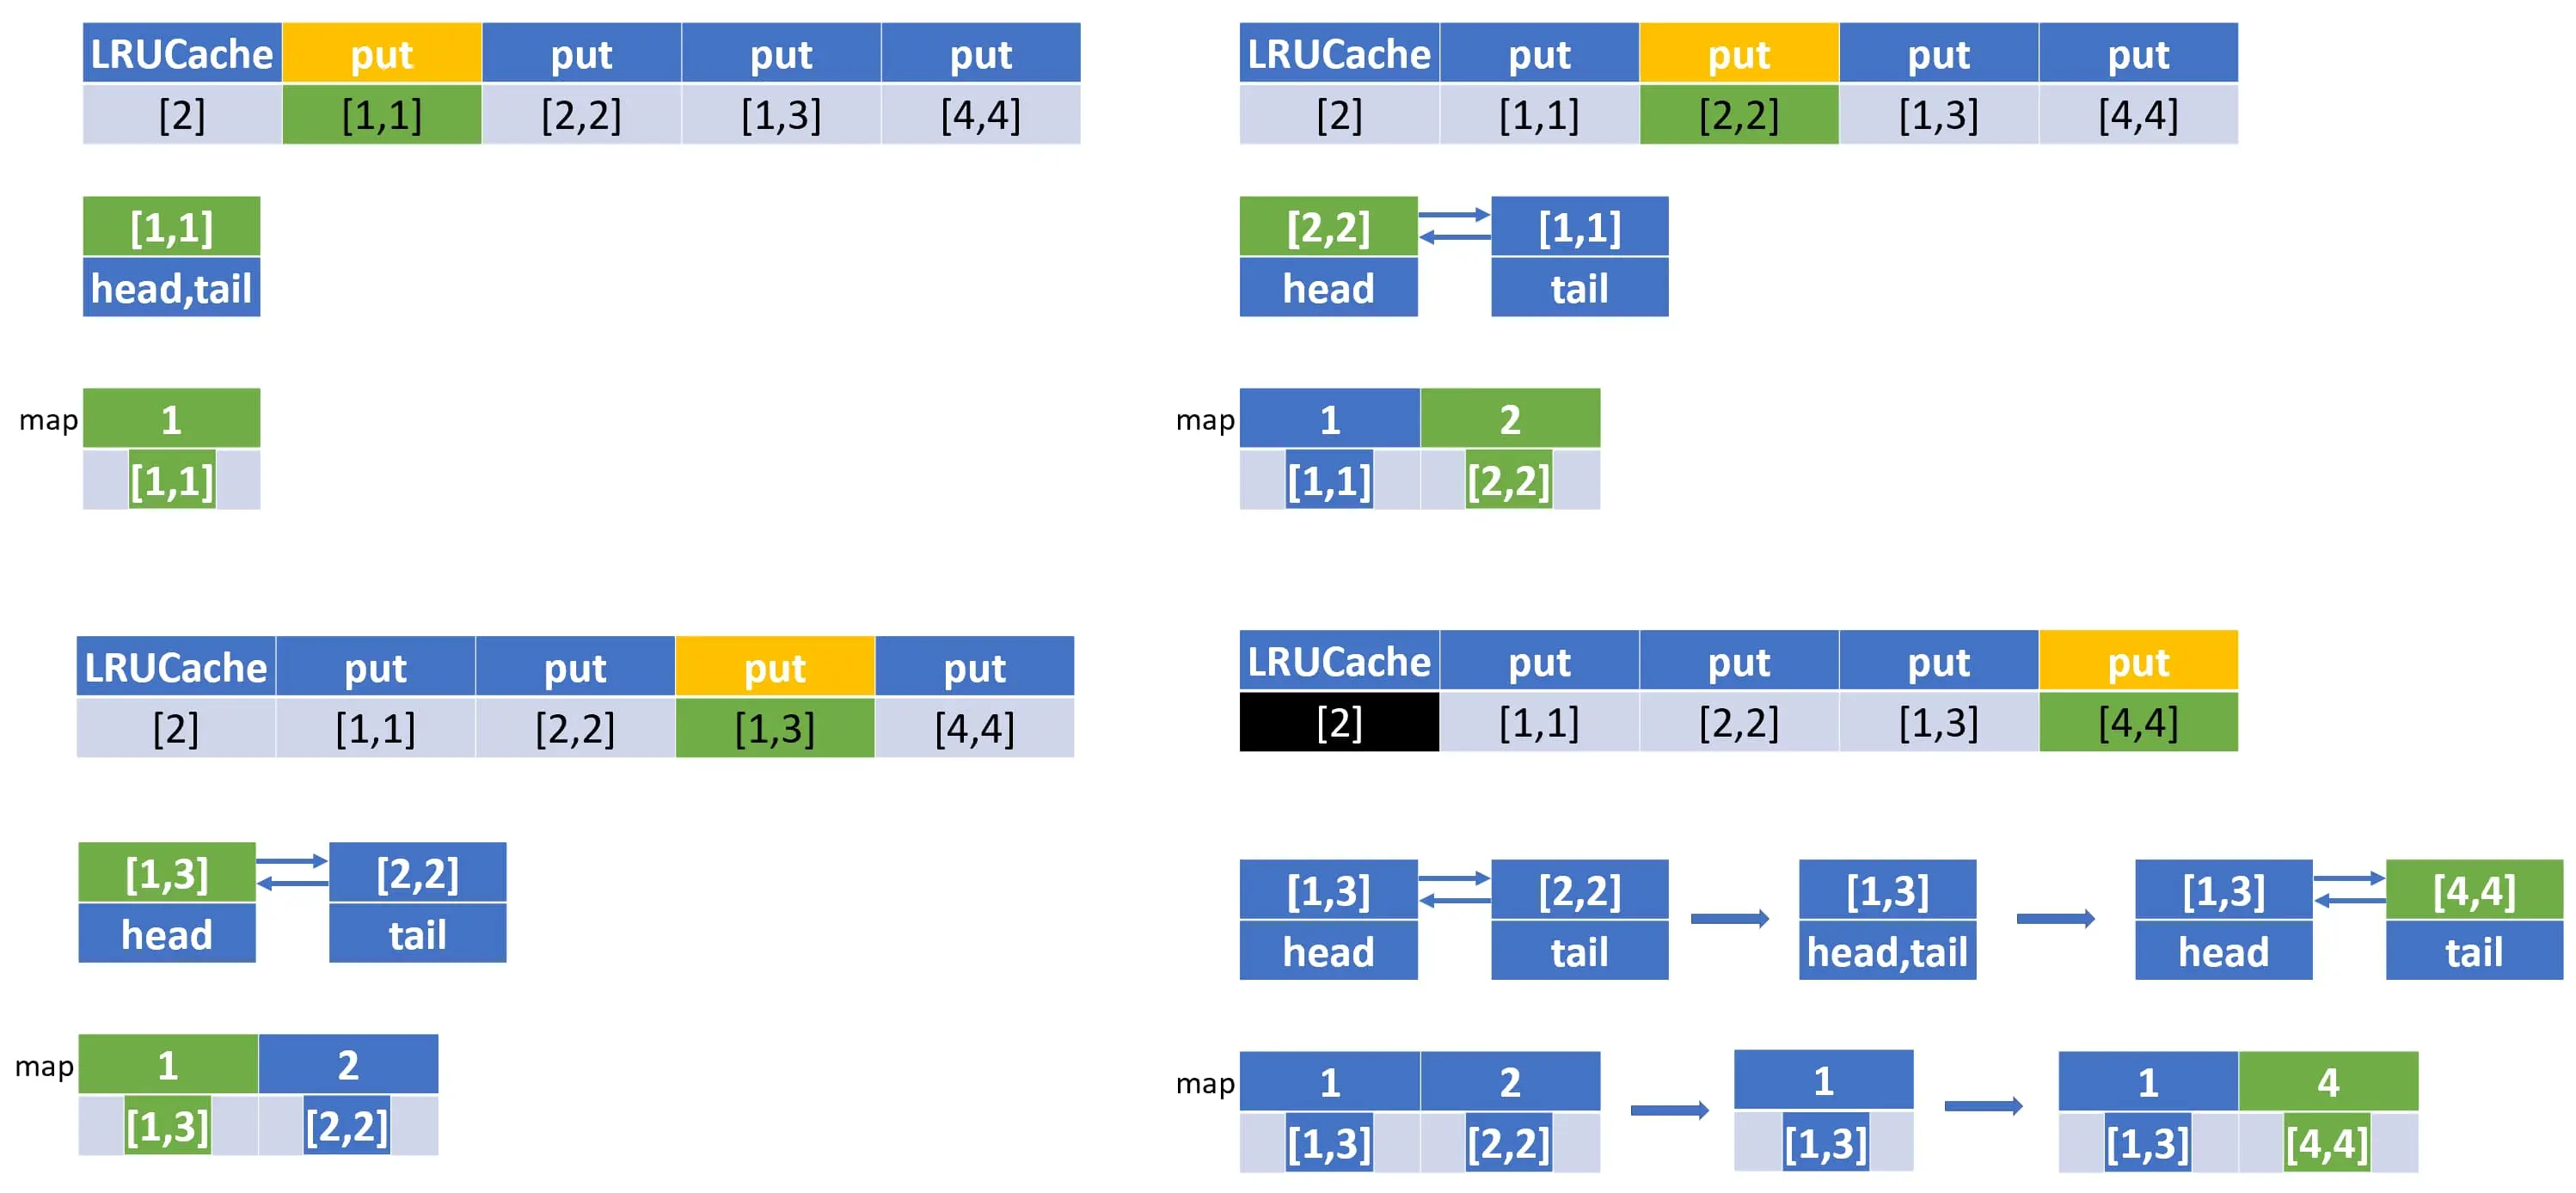 LRUCache put put put put
[2] [1,1] [2,2] [1,3] [4,4]
[1,1]
head,tail
map 1
[1,1]
LRUCache put put put put
[2] [1,1] [2,2] [1,3] [4,4]
[2,2] [1,1]
head tail
map 1 2
[1,1] [2,2]
LRUCache put put put put
[2] [1,1] [2,2] [1,3] [4,4]
[1,3] [2,2]
head tail
map 1 2
[1,3] [2,2]
LRUCache put put put put
[2] [1,1] [2,2] [1,3] [4,4]
[1,3] [2,2] [1,3] [1,3] [4,4]
head tail head,tail head tail
map 1 2 1 1 4
[1,3] [2,2] [1,3] [1,3] [4,4]